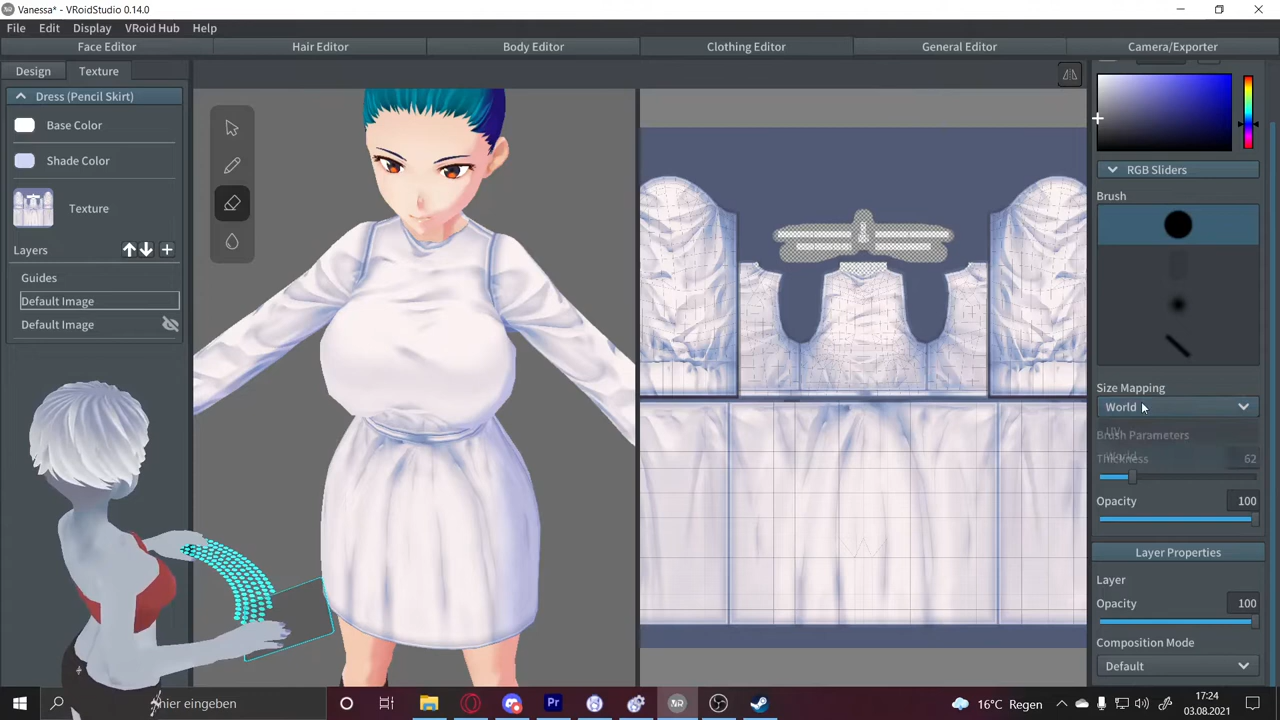 Vanessa* - VRoidStudio 0.14.0
File Edit Display VRoid Hub Help
Face Editor Hair Editor Body Editor Clothing Editor General Editor Camera/Exporter
Design Texture
Dress (Pencil Skirt)
Base Color
Shade Color
Texture
Layers
Guides
Default Image
Default Image
RGB Sliders
Brush
Size Mapping
World
UV
Brush Parameters
World
Thickness 62
Opacity 100
Layer Properties
Layer
Opacity 100
Composition Mode
Default
hier eingeben
Pr
16°C Regen
17:24
03.08.2021